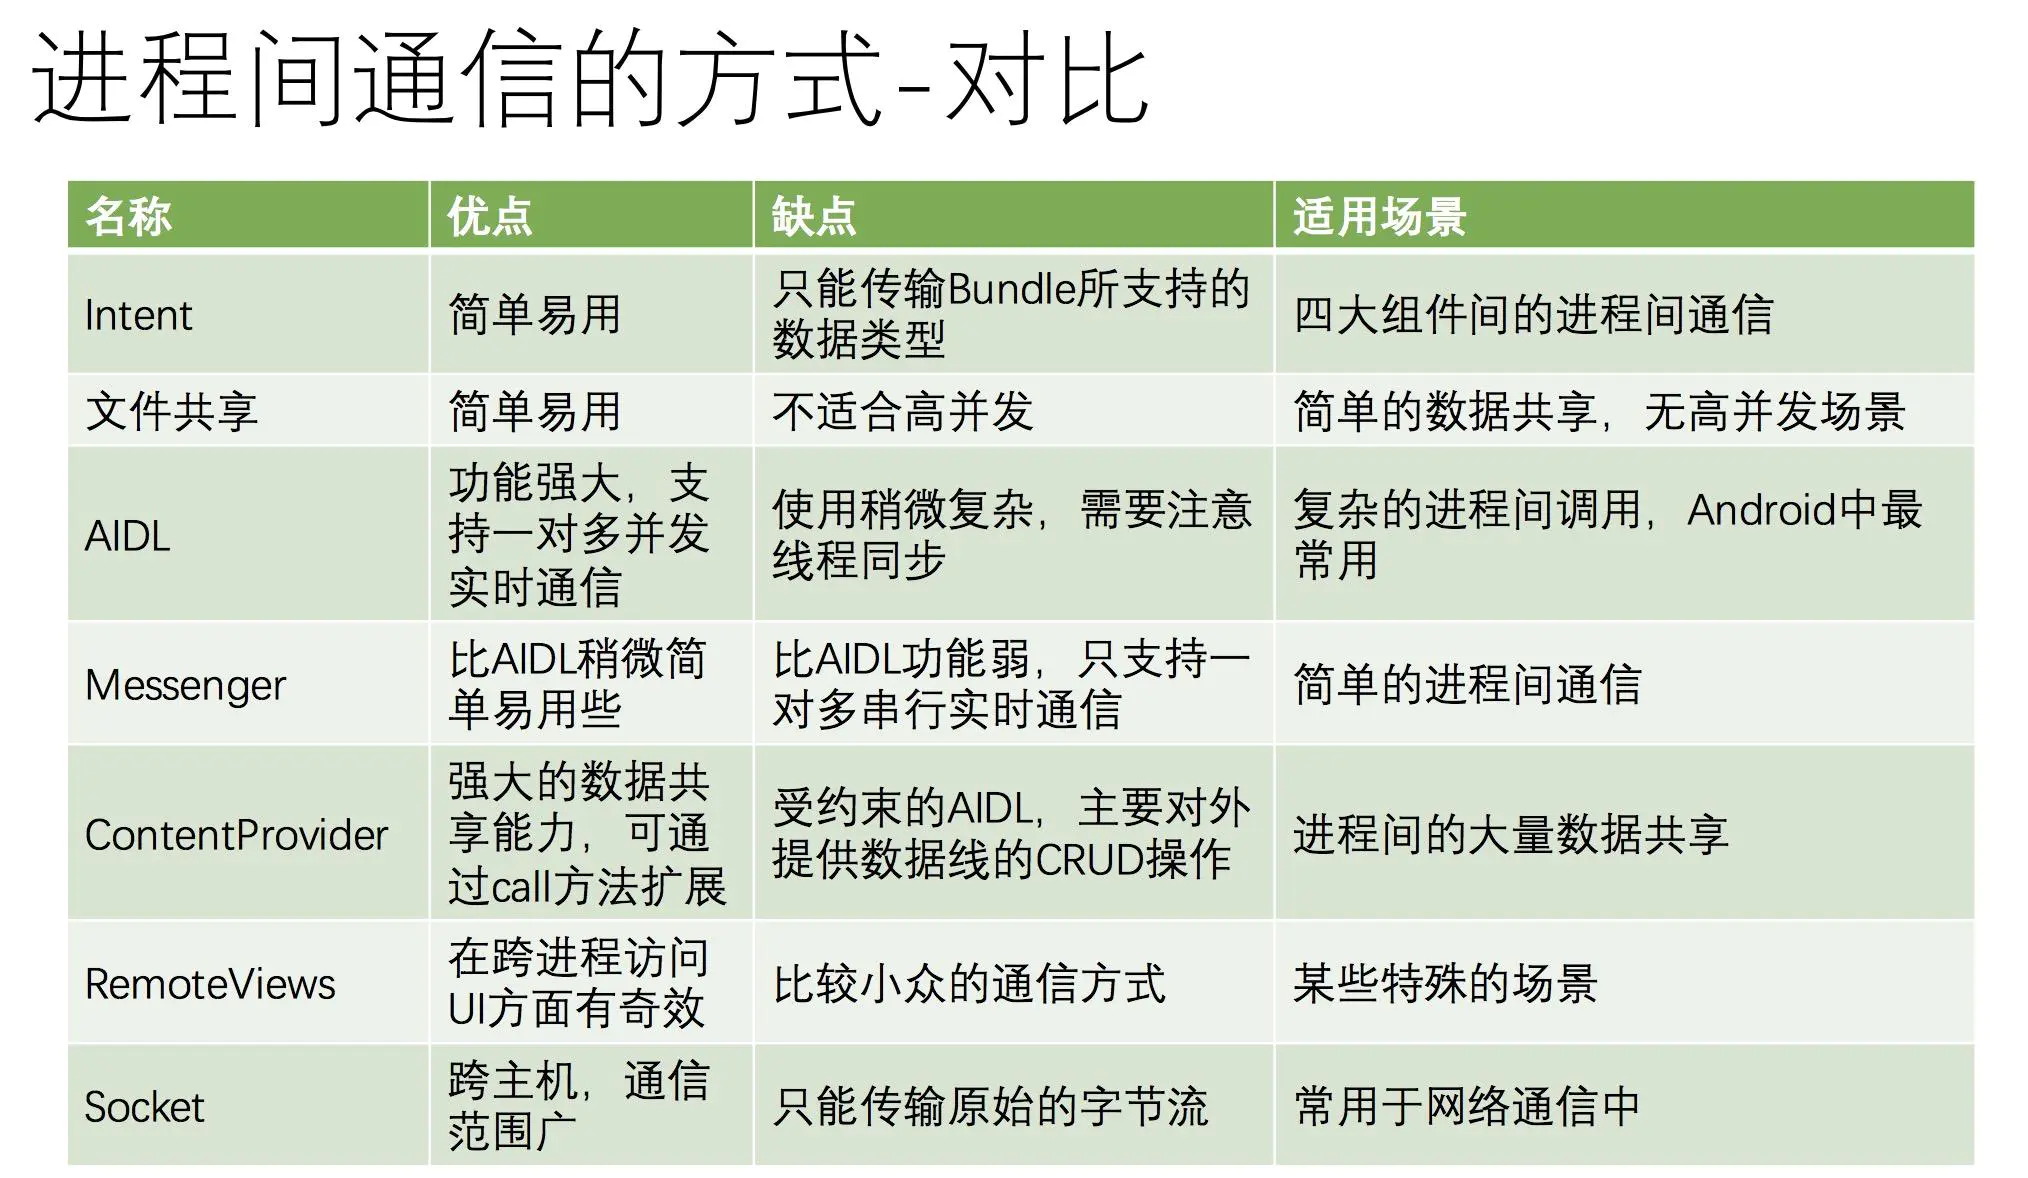 进程间通信的方式-对比
名称
优点
缺点
适用场景
Intent
简单易用
只能传输Bundle所支持的
数据类型
四大组件间的进程间通信
文件共享
简单易用
不适合高并发
简单的数据共享，无高并发场景
AIDL
功能强大，支
持一对多并发
实时通信
使用稍微复杂，需要注意
线程同步
复杂的进程间调用，Android中最
常用
Messenger
比AIDL稍微简
单易用些
比AIDL功能弱，只支持一
对多串行实时通信
简单的进程间通信
ContentProvider
强大的数据共
享能力，可通
过call方法扩展
受约束的AIDL，主要对外
提供数据线的CRUD操作
进程间的大量数据共享
RemoteViews
在跨进程访问
UI方面有奇效
比较小众的通信方式
某些特殊的场景
Socket
跨主机，通信
范围广
只能传输原始的字节流
常用于网络通信中